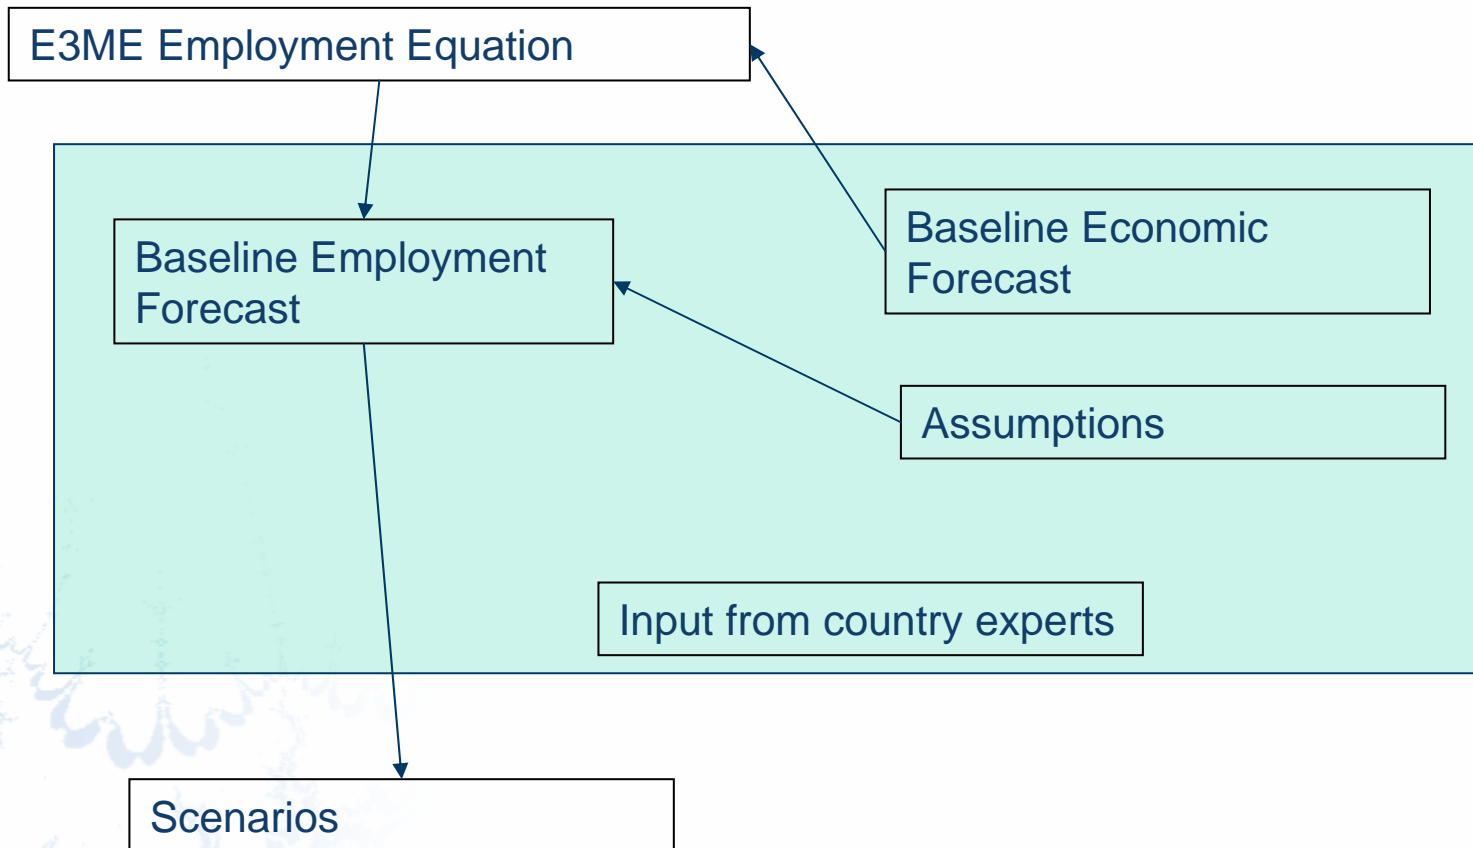 E3ME Employment Equation
Baseline Employment
Forecast
Baseline Economic
Forecast
Assumptions
Input from country experts
Scenarios